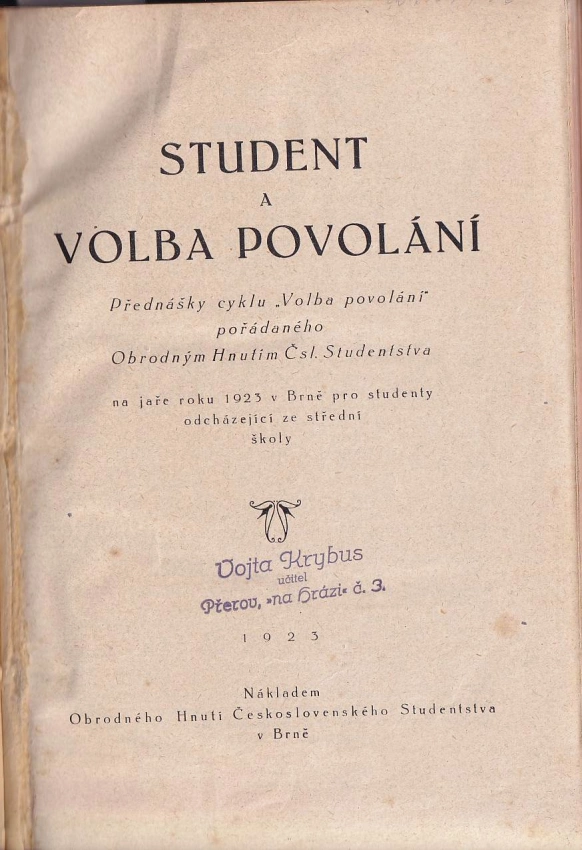 STUDENT
A
VOLBA POVOLÁNÍ
Přednášky cyklu „Volba povolání“
pořádaného
Obrodným Hnutím Čsl. Studentstva
na jaře roku 1923 v Brně pro studenty
odcházející ze střední
školy
Vojta Krybus
učitel
Přerov, »na hrázi« č. 3.
1923
Nákladem
Obrodného Hnutí Československého Studentstva
v Brně